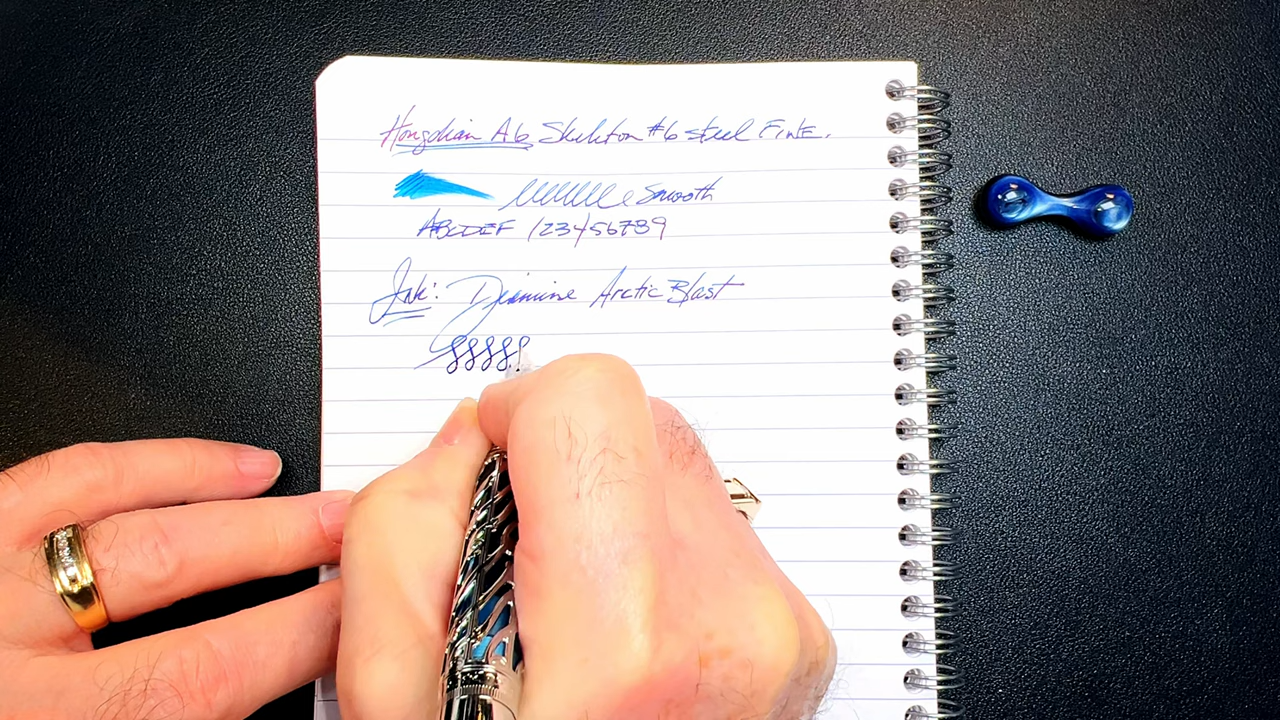 Hongdian A6 Skeleton #6 steel FINE.
Smooth
ABCDEF 123456789
Ink: Diamine Arctic Blast